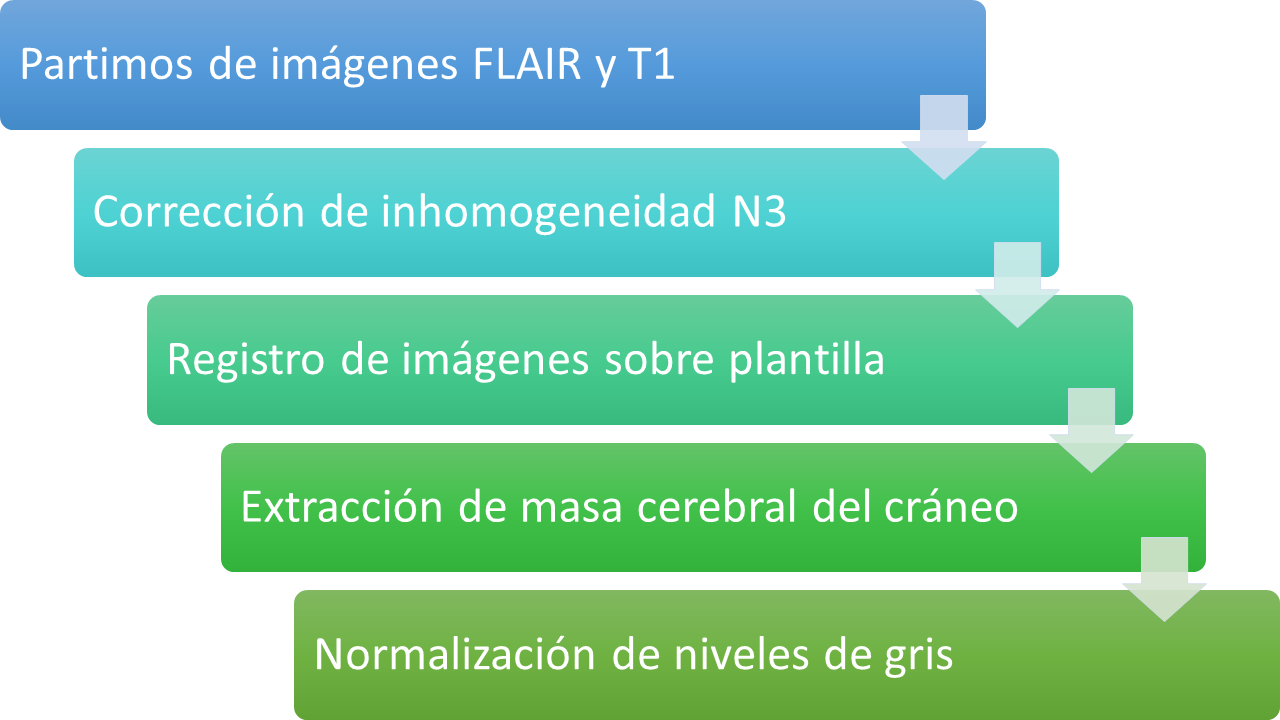 Partimos de imágenes FLAIR y T1
Corrección de inhomogeneidad N3
Registro de imágenes sobre plantilla
Extracción de masa cerebral del cráneo
Normalización de niveles de gris